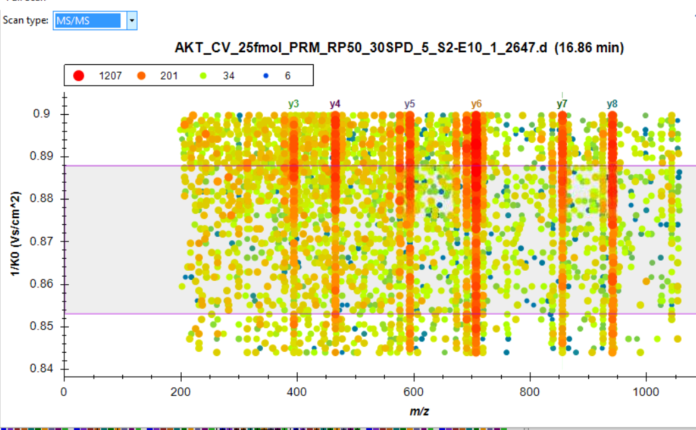 Scan type: MS/MS
AKT_CV_25fmol_PRM_RP50_30SPD_5_S2-E10_1_2647.d (16.86 min)
1207 201 34 6
y3 y4 y5 y6 y7 y8
0.9
0.89
0.88
0.87
0.86
0.85
0.84
1/K0 (Vs/cm^2)
0 200 400 600 800 1000
m/z